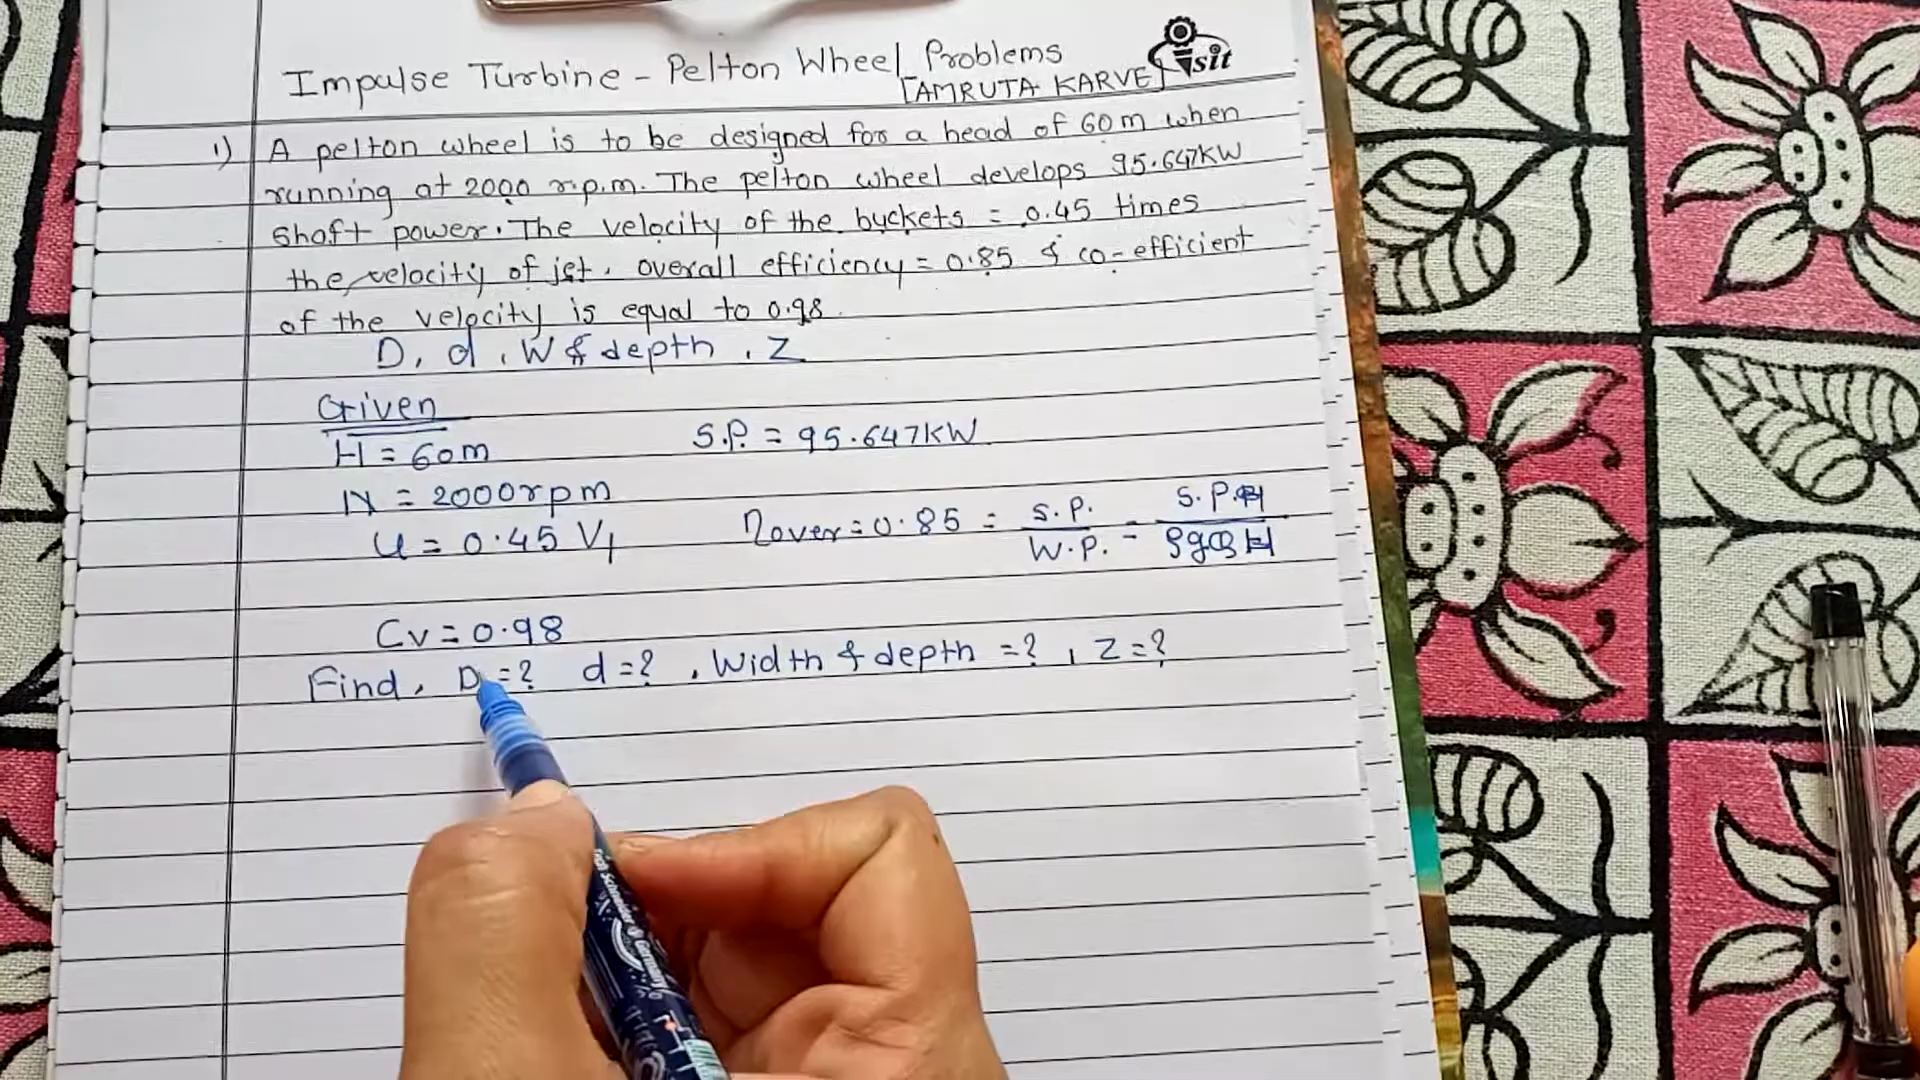 Impulse Turbine - Pelton Wheel Problems
[AMRUTA KARVE]
sit
1) A pelton wheel is to be designed for a head of 60m when
running at 2000 r.p.m. The pelton wheel develops 95.647KW
shaft power. The velocity of the buckets = 0.45 times
the velocity of jet, overall efficiency = 0.85 & co-efficient
of the velocity is equal to 0.98.
D, d, W & depth, Z
Given
H = 60m S.P. = 95.647KW
N = 2000rpm
u = 0.45 V1 ηover = 0.85 = S.P./W.P. = S.P./ρgQH
Cv = 0.98
Find, D = ? d = ?, Width & depth = ?, Z = ?